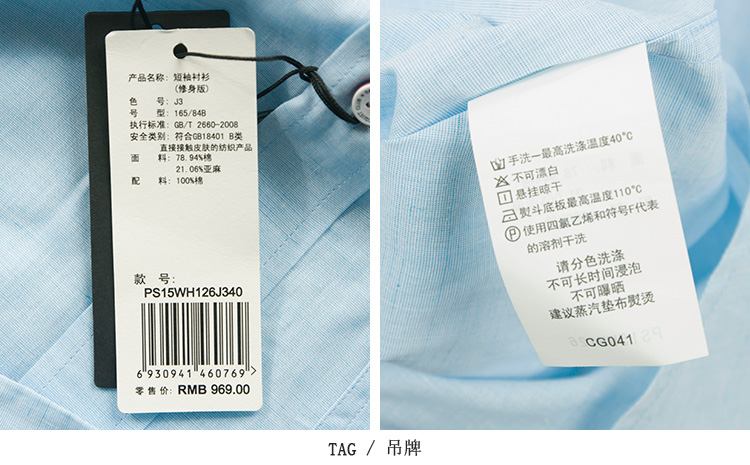 产品名称: 短袖衬衫
(修身版)
色 号: J3
号 型: 165/84B
执行标准: GB/T 2660-2008
安全类别: 符合GB18401 B类
直接接触皮肤的纺织产品
面 料: 78.94%棉
21.06%亚麻
配 料: 100%棉
款 号:
PS15WH126J340
6 930941 460769 >
零售价: RMB 969.00
手洗—最高洗涤温度40°C
不可漂白
悬挂晾干
熨斗底板最高温度110°C
P 使用四氯乙烯和符号F代表
的溶剂干洗
请分色洗涤
不可长时间浸泡
不可曝晒
建议蒸汽垫布熨烫
CG041
TAG / 吊牌